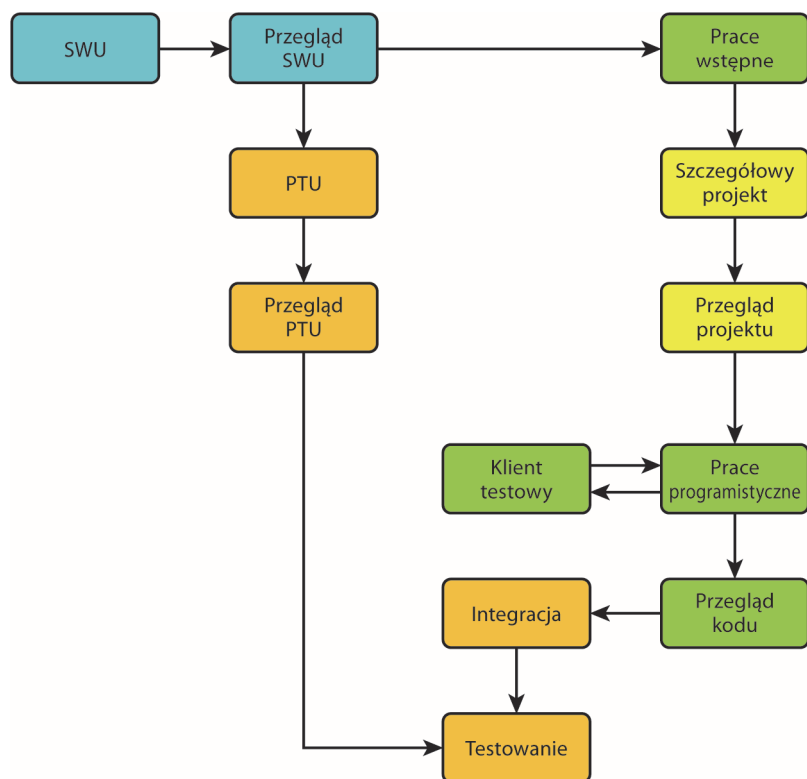 SWU
Przegląd
SWU
Prace
wstępne
PTU
Szczegółowy
projekt
Przegląd
PTU
Przegląd
projektu
Klient
testowy
Prace
programistyczne
Integracja
Przegląd
kodu
Testowanie